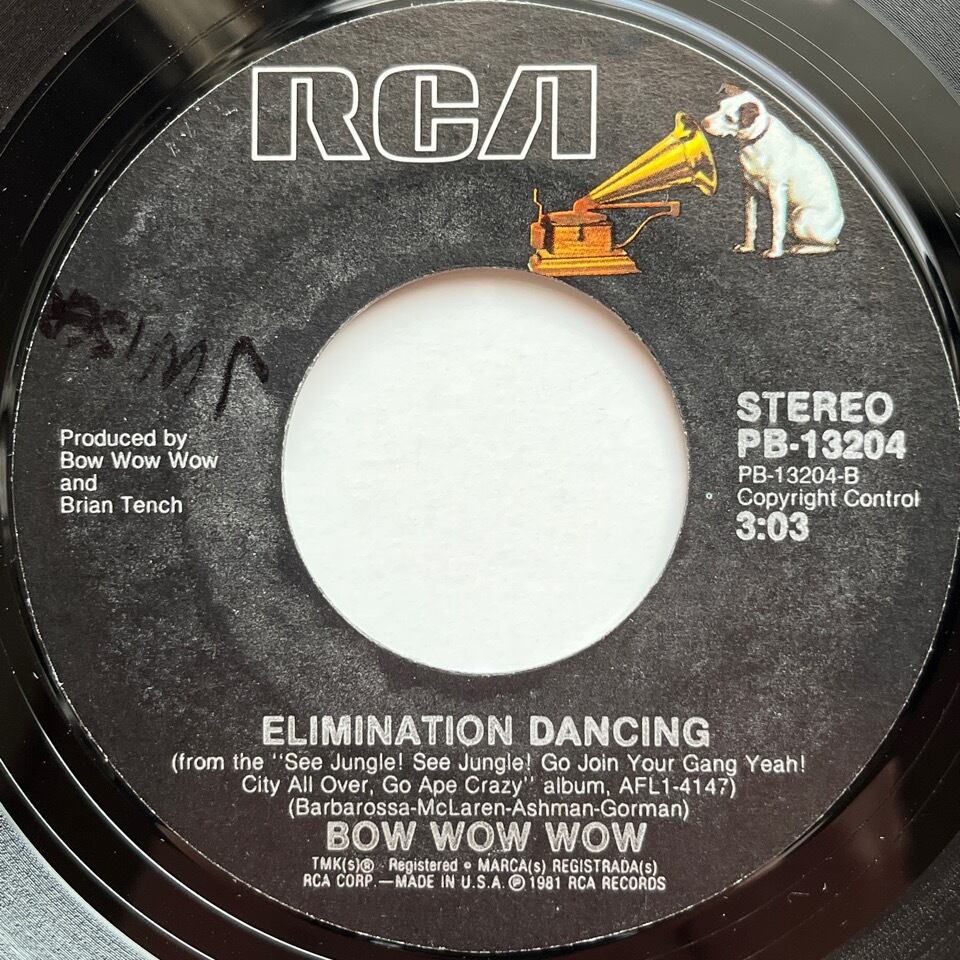 RCA
STEREO
PB-13204
PB-13204-B
Copyright Control
3:03
Produced by
Bow Wow Wow
and
Brian Tench
ELIMINATION DANCING
(from the "See Jungle! See Jungle! Go Join Your Gang Yeah!
City All Over, Go Ape Crazy" album, AFL1-4147)
(Barbarossa-McLaren-Ashman-Gorman)
BOW WOW WOW
TMK(s)® Registered • MARCA(s) REGISTRADA(s)
RCA CORP.—MADE IN U.S.A. ℗ 1981 RCA RECORDS